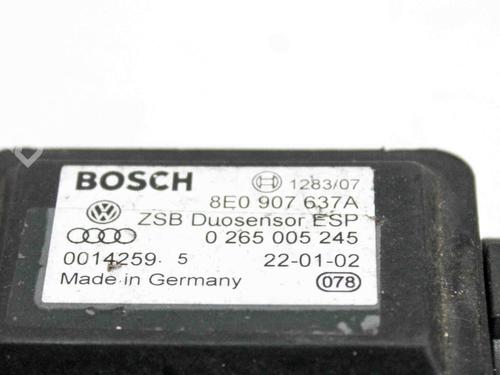 BOSCH 1283/07
8E0 907 637A
ZSB Duosensor ESP
0 265 005 245
0014259 5 22-01-02
Made in Germany 078